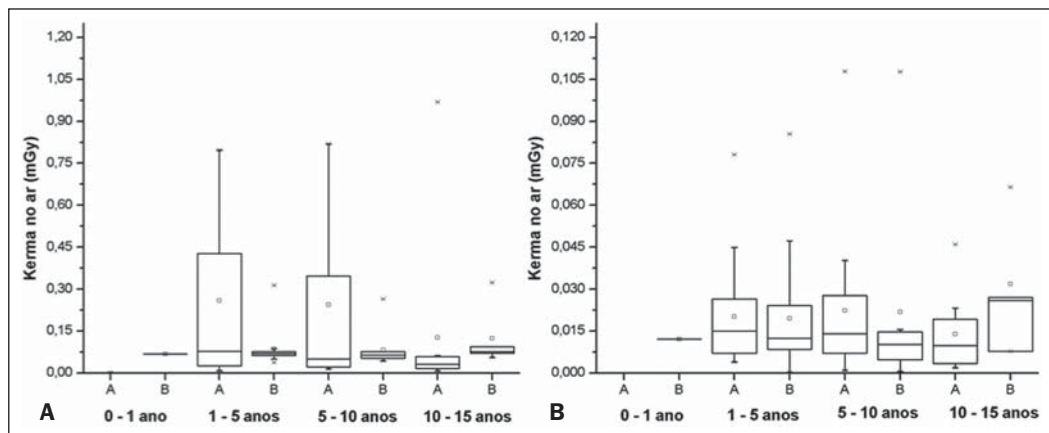 Kerma no ar (mGy)
1,20
1,05
0,90
0,75
0,60
0,45
0,30
0,15
0,00
A B A B A B A B
0 - 1 ano 1 - 5 anos 5 - 10 anos 10 - 15 anos
A
Kerma no ar (mGy)
0,120
0,105
0,090
0,075
0,060
0,045
0,030
0,015
0,000
A B A B A B A B
0 - 1 ano 1 - 5 anos 5 - 10 anos 10 - 15 anos
B